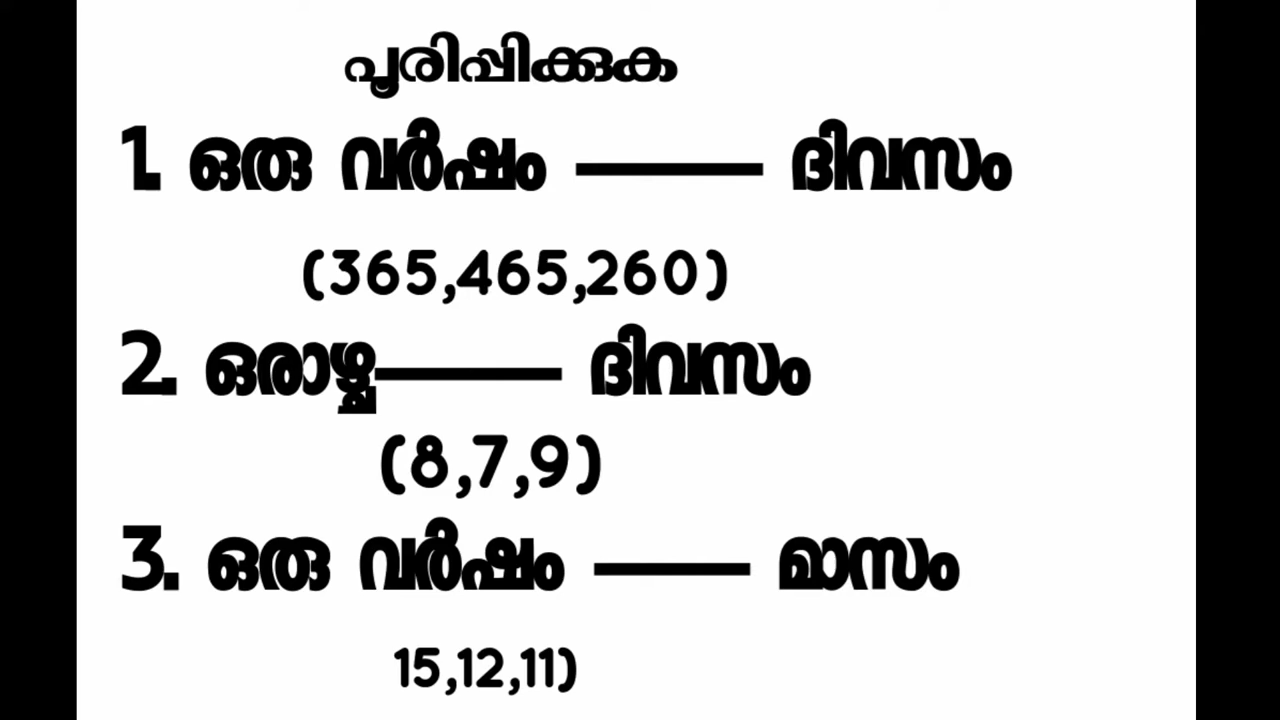 പൂരിപ്പിക്കുക
1. ഒരു വർഷം ——— ദിവസം
(365,465,260)
2. ഒരാഴ്ച——— ദിവസം
(8,7,9)
3. ഒരു വർഷം ——— മാസം
15,12,11)